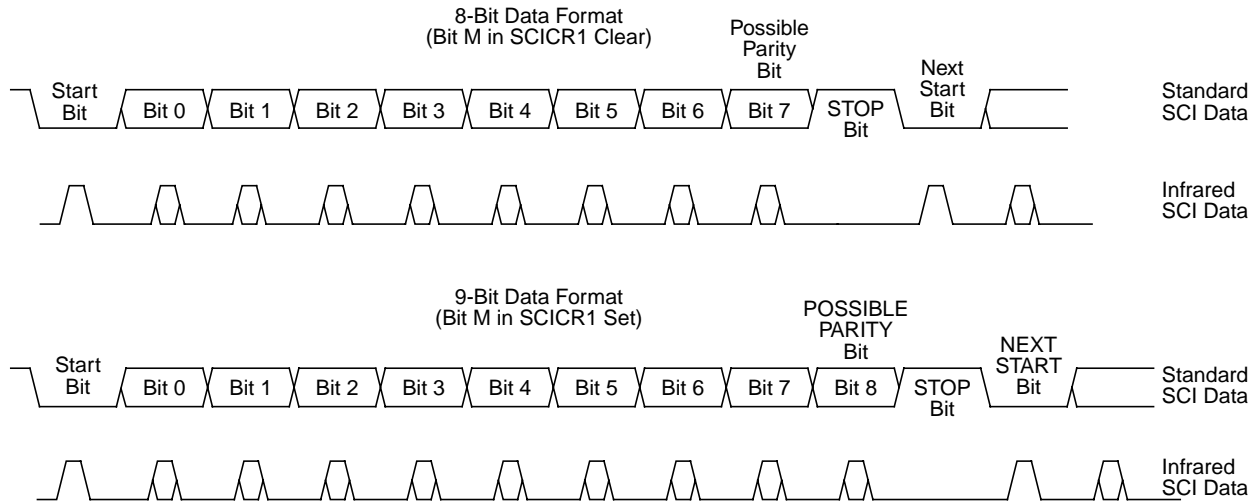 8-Bit Data Format
(Bit M in SCICR1 Clear)
Possible
Parity
Bit
Start
Bit
Bit 0
Bit 1
Bit 2
Bit 3
Bit 4
Bit 5
Bit 6
Bit 7
STOP
Bit
Next
Start
Bit
Standard
SCI Data
Infrared
SCI Data
9-Bit Data Format
(Bit M in SCICR1 Set)
POSSIBLE
PARITY
Bit
Start
Bit
Bit 0
Bit 1
Bit 2
Bit 3
Bit 4
Bit 5
Bit 6
Bit 7
Bit 8
STOP
Bit
NEXT
START
Bit
Standard
SCI Data
Infrared
SCI Data